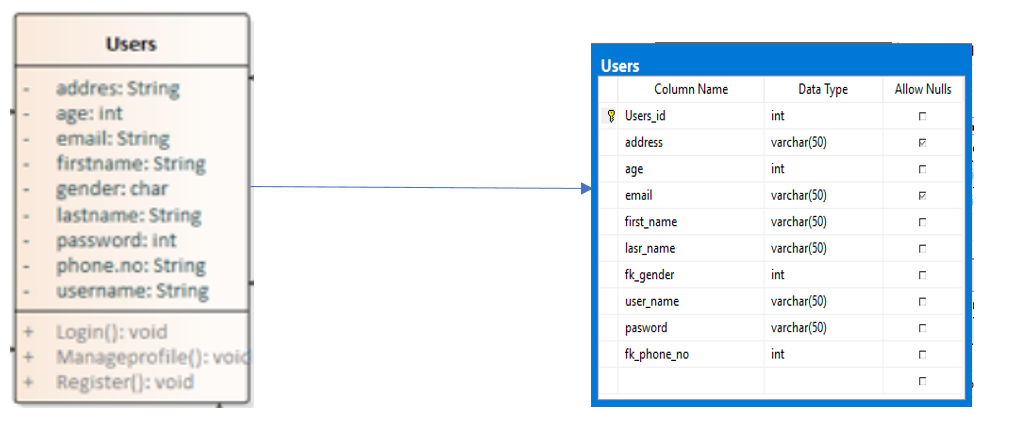 Users
- addres: String
- age: int
- email: String
- firstname: String
- gender: char
- lastname: String
- password: int
- phone.no: String
- username: String
+ Login(): void
+ Manageprofile(): void
+ Register(): void
Users
Column Name Data Type Allow Nulls
Users_id int
address varchar(50)
age int
email varchar(50)
first_name varchar(50)
lasr_name varchar(50)
fk_gender int
user_name varchar(50)
pasword varchar(50)
fk_phone_no int